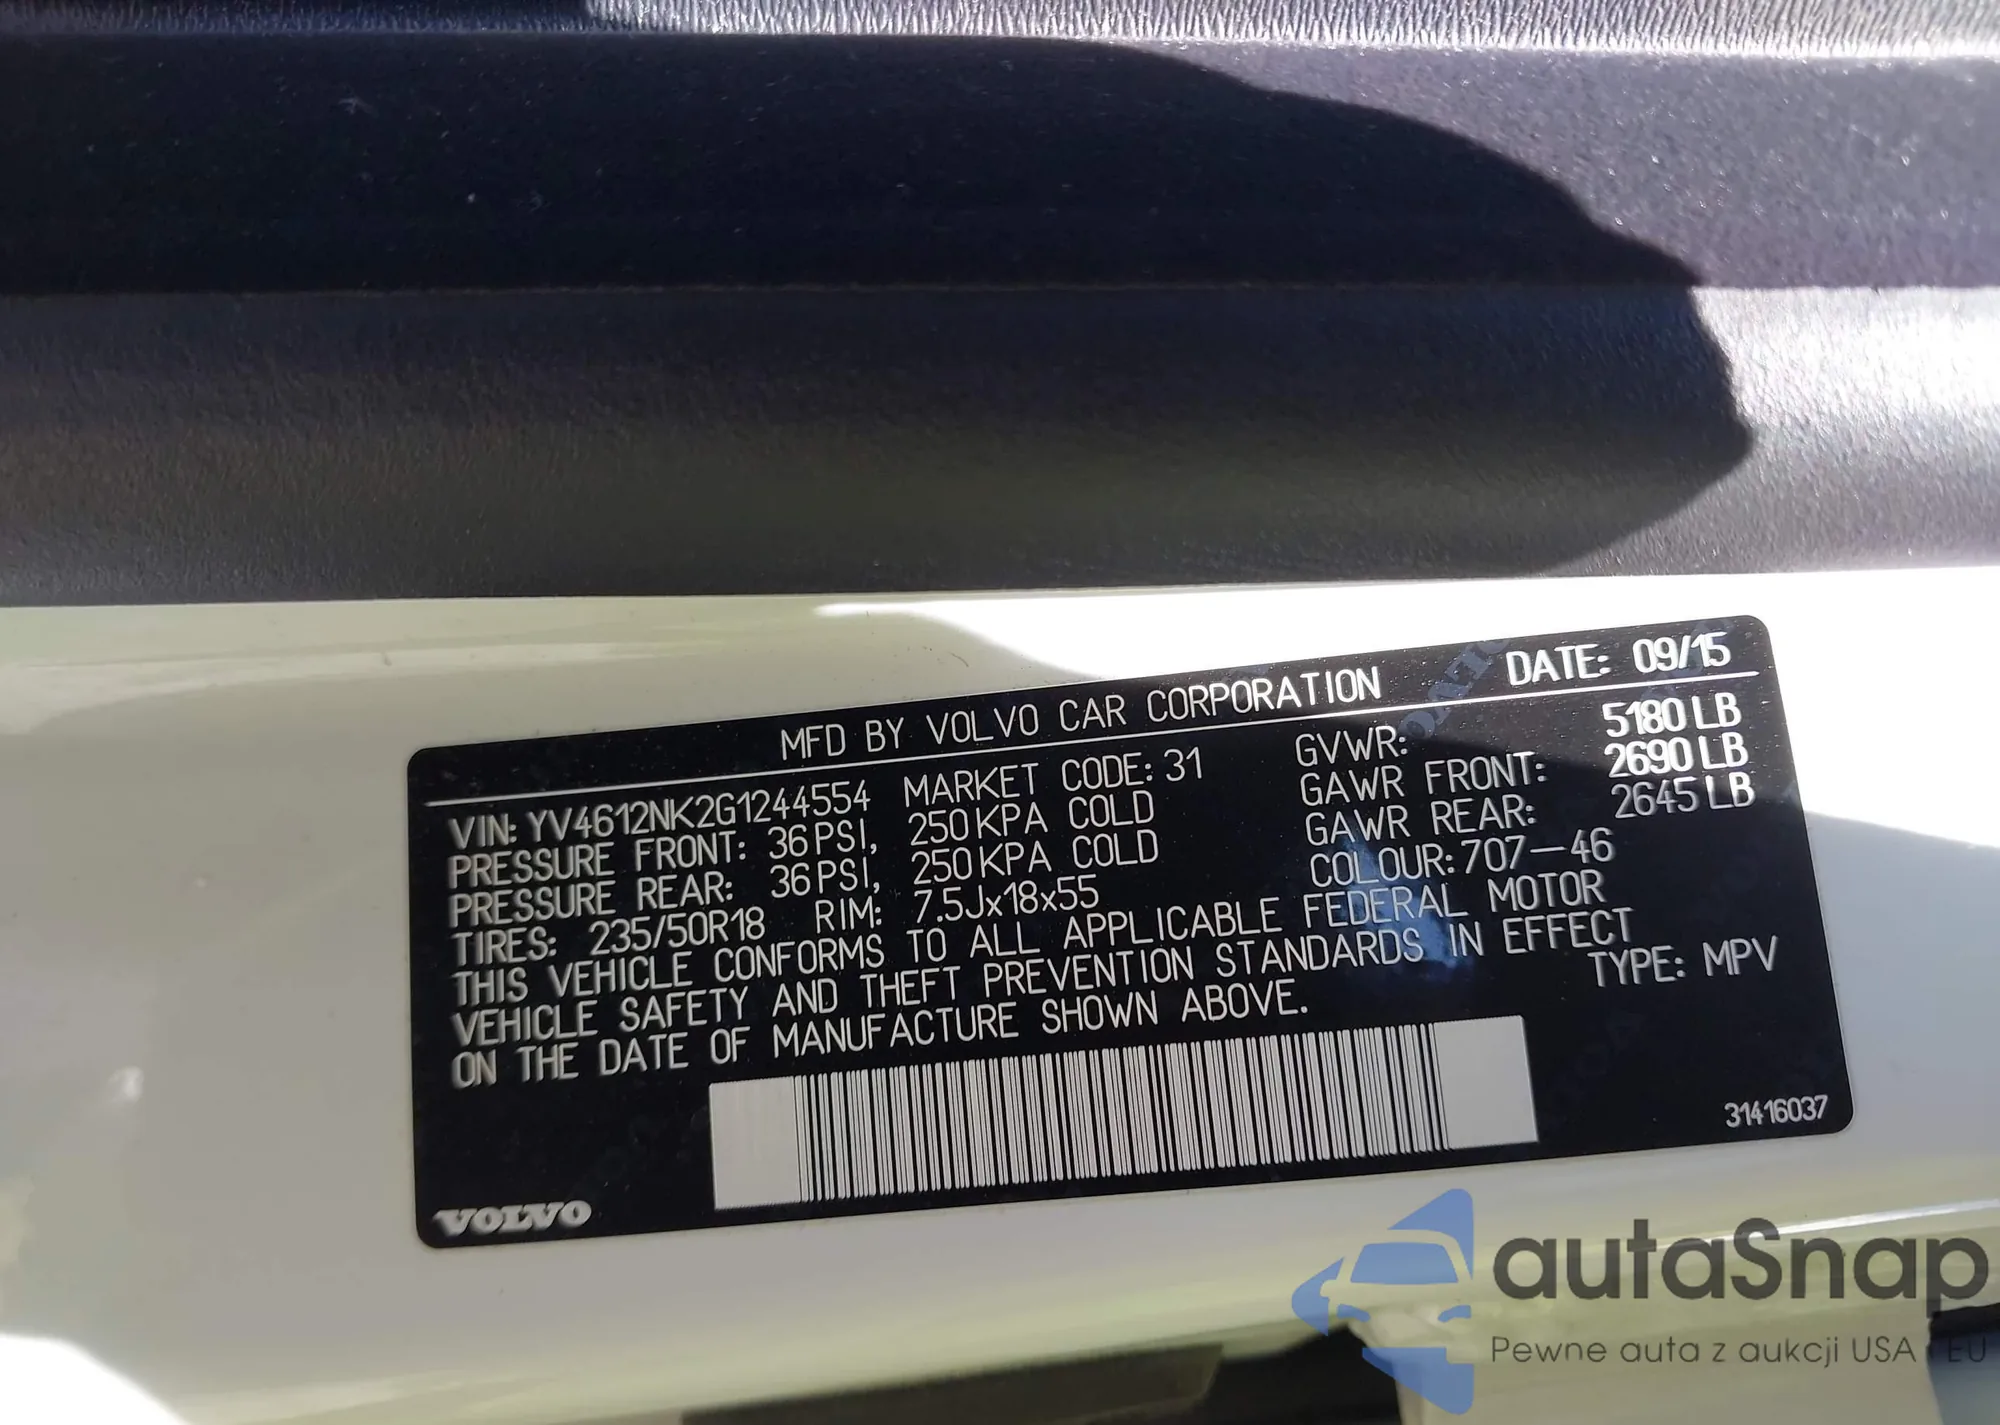 MFD BY VOLVO CAR CORPORATION DATE: 09/15
VIN: YV4612NK2G1244554 MARKET CODE: 31 GVWR: 5180 LB
PRESSURE FRONT: 36 PSI, 250 KPA COLD GAWR FRONT: 2690 LB
PRESSURE REAR: 36 PSI, 250 KPA COLD GAWR REAR: 2645 LB
TIRES: 235/50R18 RIM: 7.5Jx18x55 COLOUR: 707-46
THIS VEHICLE CONFORMS TO ALL APPLICABLE FEDERAL MOTOR
VEHICLE SAFETY AND THEFT PREVENTION STANDARDS IN EFFECT
ON THE DATE OF MANUFACTURE SHOWN ABOVE. TYPE: MPV
31416037
VOLVO
autaSnap
Pewne auta z aukcji USA i EU